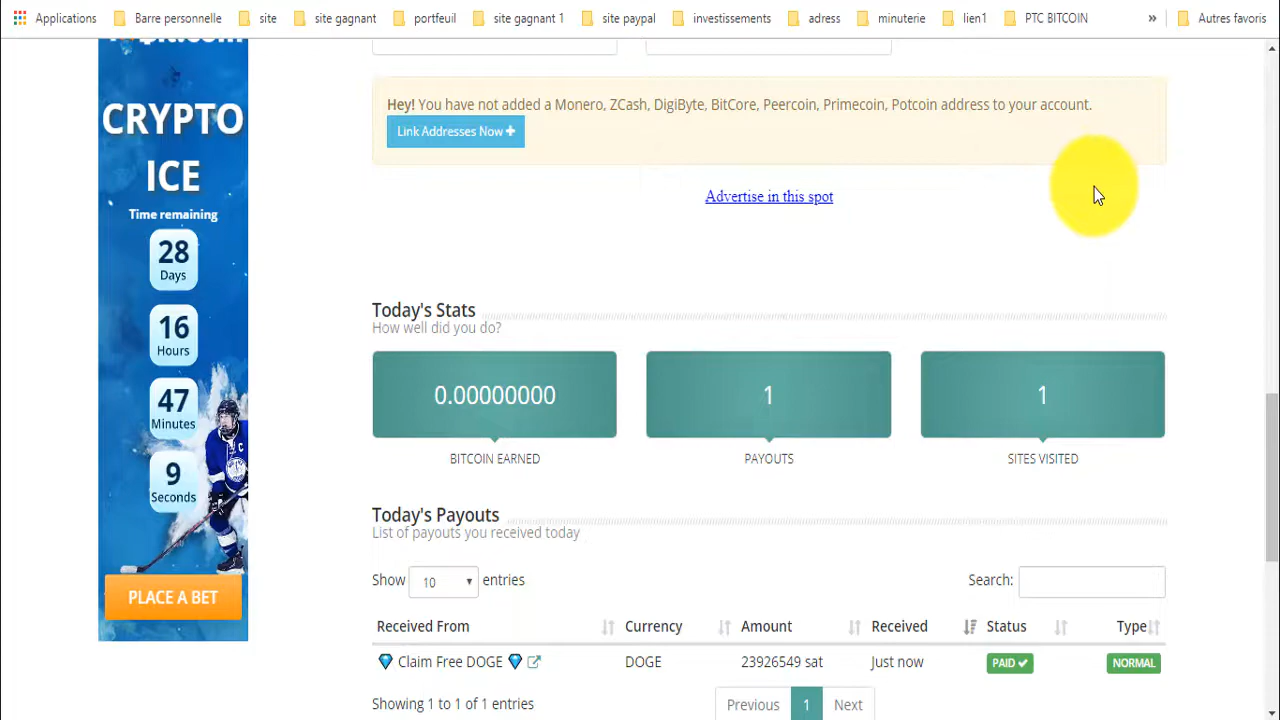 Applications Barre personnelle site site gagnant portfeuil site gagnant 1 site paypal investissements adress minuterie lien1 PTC BITCOIN » Autres favoris
CRYPTO
ICE
Time remaining
28
Days
16
Hours
47
Minutes
9
Seconds
PLACE A BET
Hey! You have not added a Monero, ZCash, DigiByte, BitCore, Peercoin, Primecoin, Potcoin address to your account.
Link Addresses Now +
Advertise in this spot
Today's Stats
How well did you do?
0.00000000 1 1
BITCOIN EARNED PAYOUTS SITES VISITED
Today's Payouts
List of payouts you received today
Show 10 entries Search:
Received From Currency Amount Received Status Type
Claim Free DOGE DOGE 23926549 sat Just now PAID ✔ NORMAL
Showing 1 to 1 of 1 entries Previous 1 Next